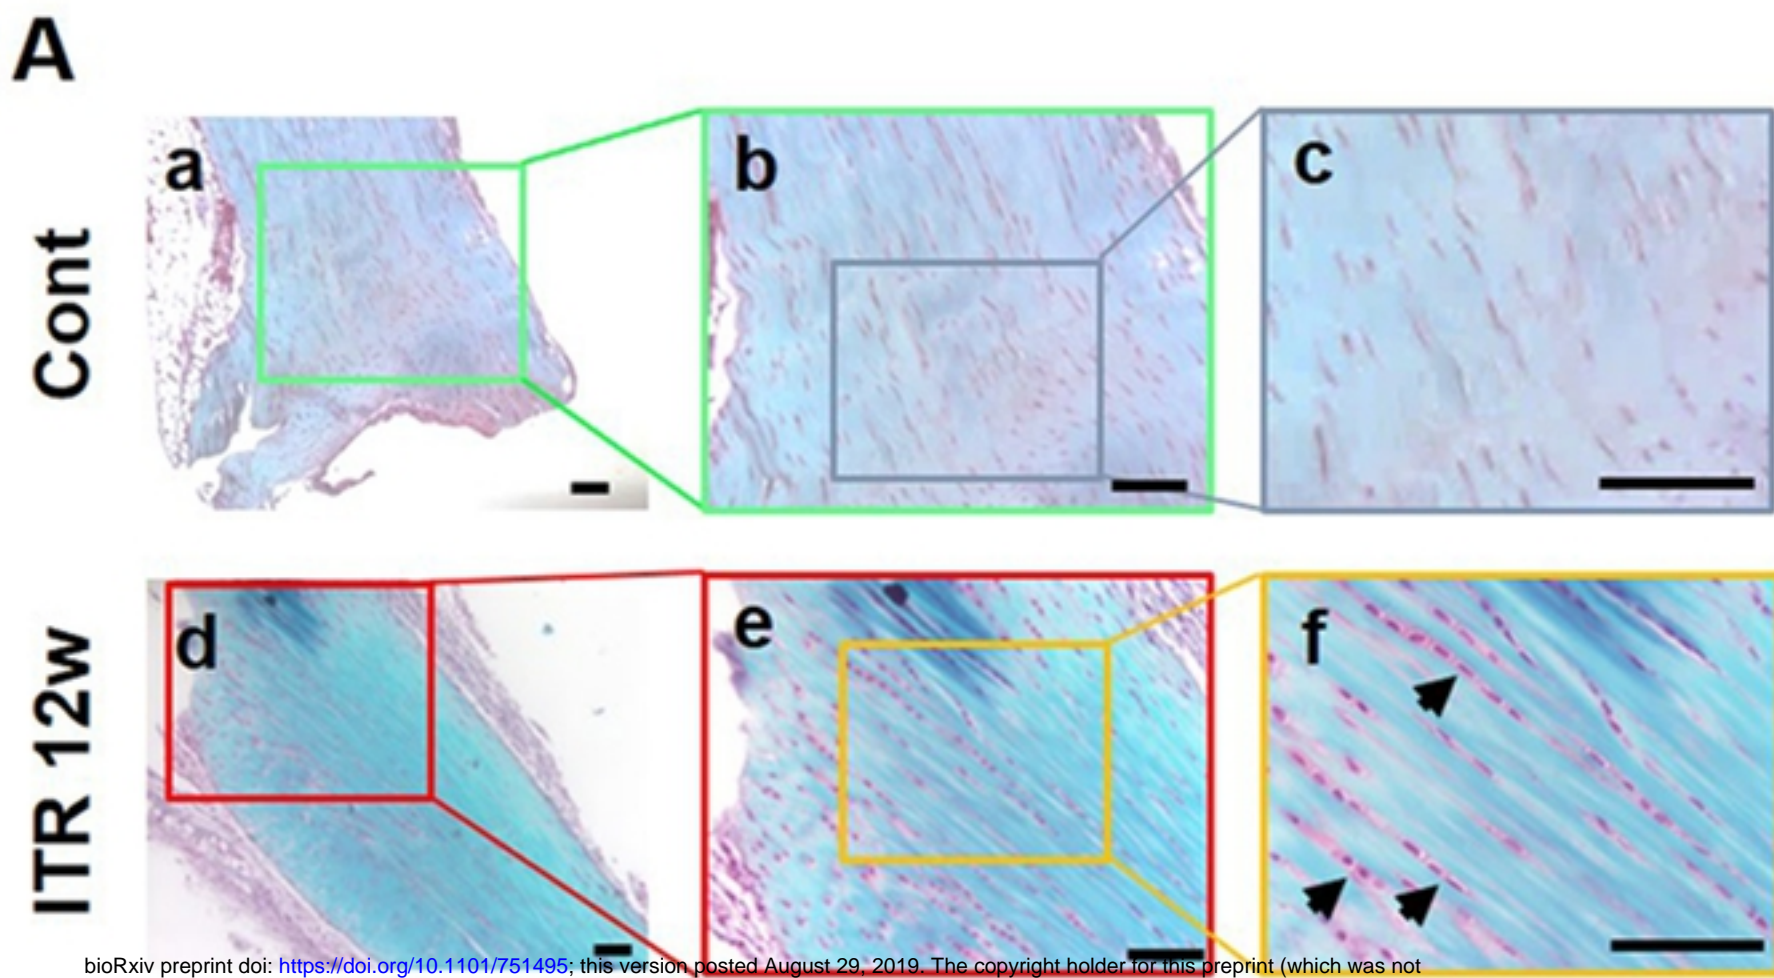 A
Cont
a
b
c
ITR 12w
d
e
f
bioRxiv preprint doi: https://doi.org/10.1101/751495; this version posted August 29, 2019. The copyright holder for this preprint (which was not